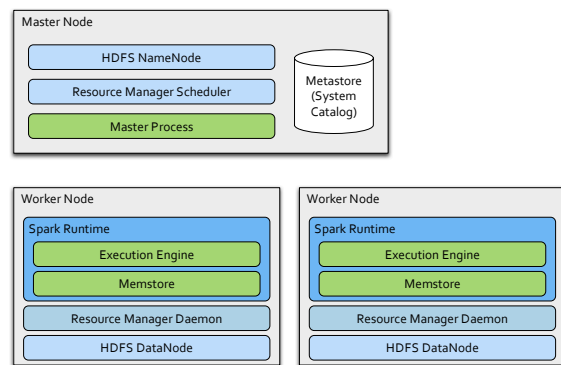 Master Node
HDFS NameNode
Resource Manager Scheduler
Master Process
Metastore
(System
Catalog)
Worker Node
Spark Runtime
Execution Engine
Memstore
Resource Manager Daemon
HDFS DataNode
Worker Node
Spark Runtime
Execution Engine
Memstore
Resource Manager Daemon
HDFS DataNode